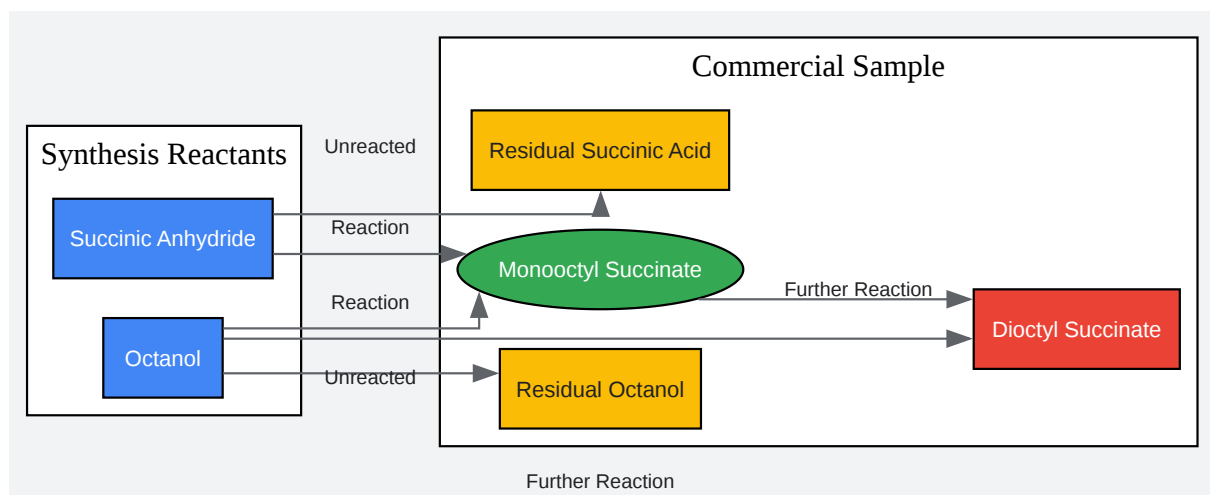 Commercial Sample
Synthesis Reactants
Unreacted
Residual Succinic Acid
Succinic Anhydride
Reaction
Monooctyl Succinate
Further Reaction
Reaction
Dioctyl Succinate
Octanol
Unreacted
Residual Octanol
Further Reaction